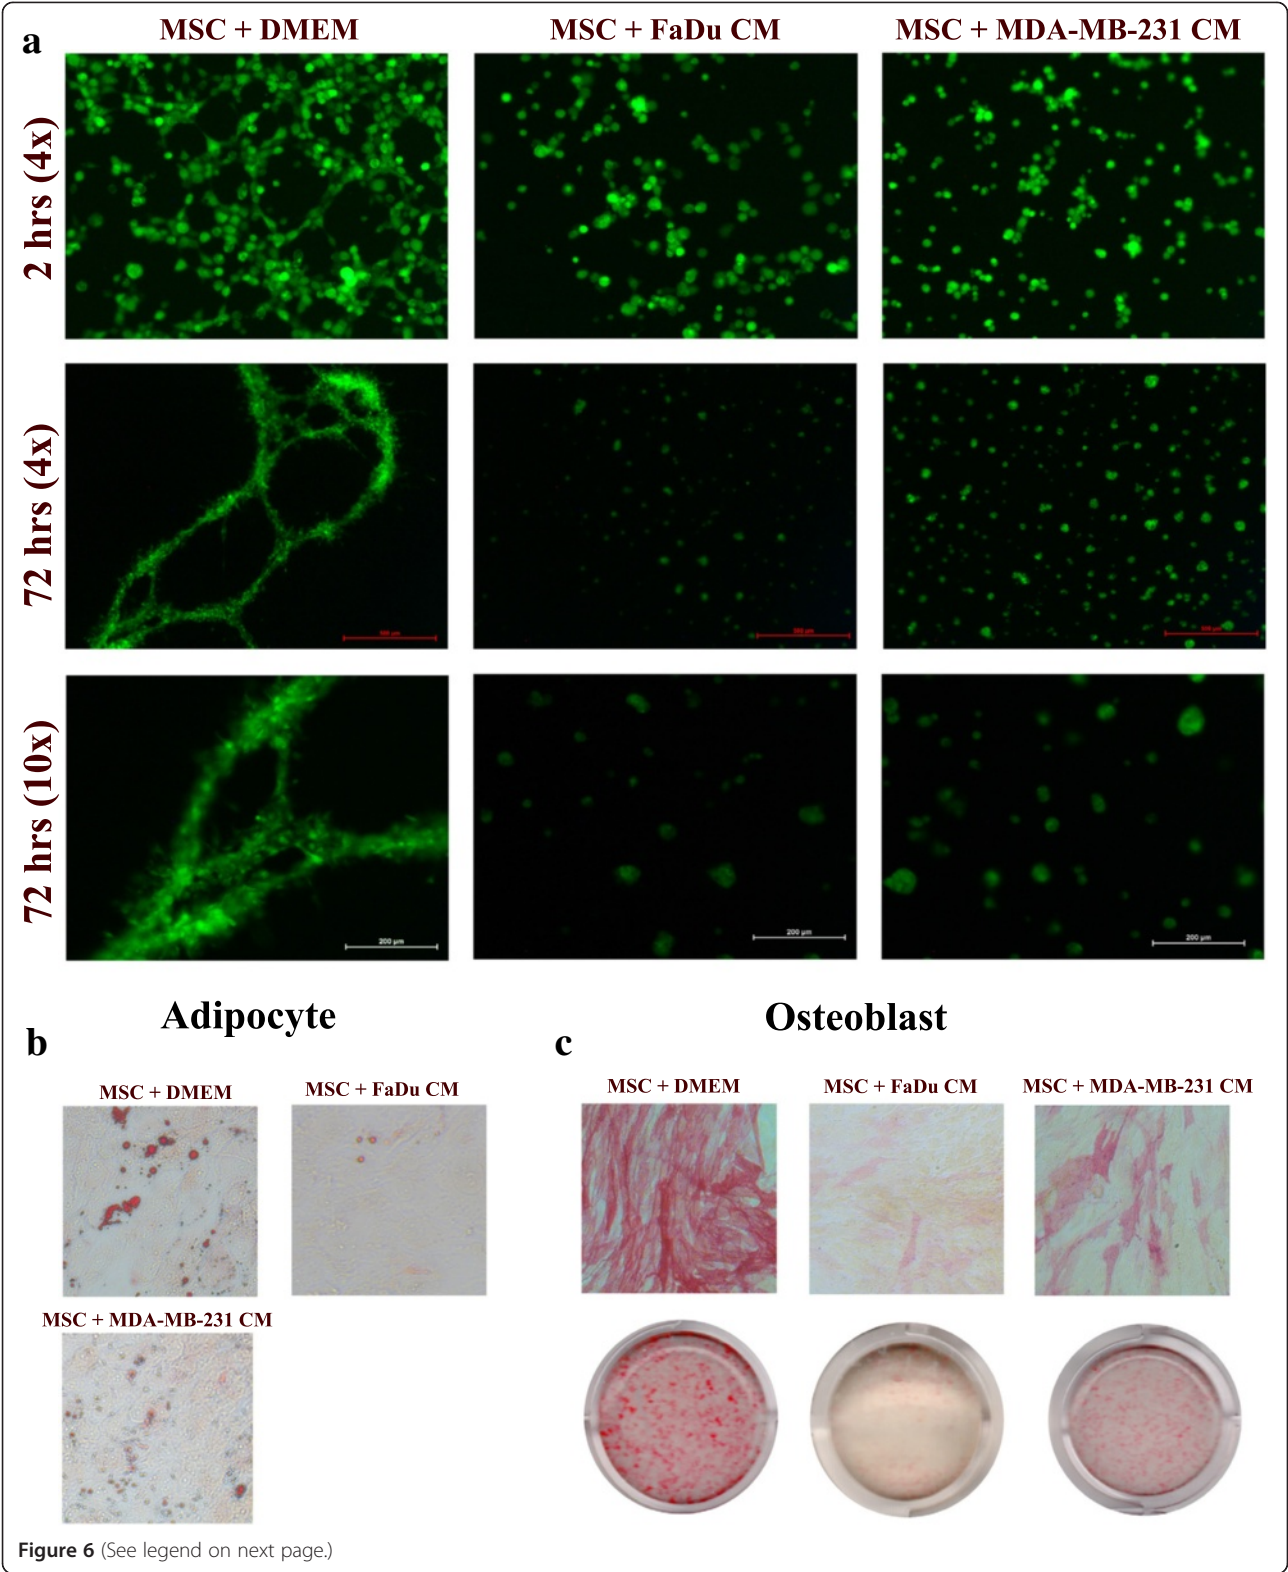 a
MSC + DMEM
MSC + FaDu CM
MSC + MDA-MB-231 CM
2 hrs (4x)
72 hrs (4x)
72 hrs (10x)
200 µm
200 µm
200 µm
Adipocyte
Osteoblast
b
c
MSC + DMEM
MSC + FaDu CM
MSC + MDA-MB-231 CM
MSC + DMEM
MSC + FaDu CM
MSC + MDA-MB-231 CM
Figure 6 (See legend on next page.)